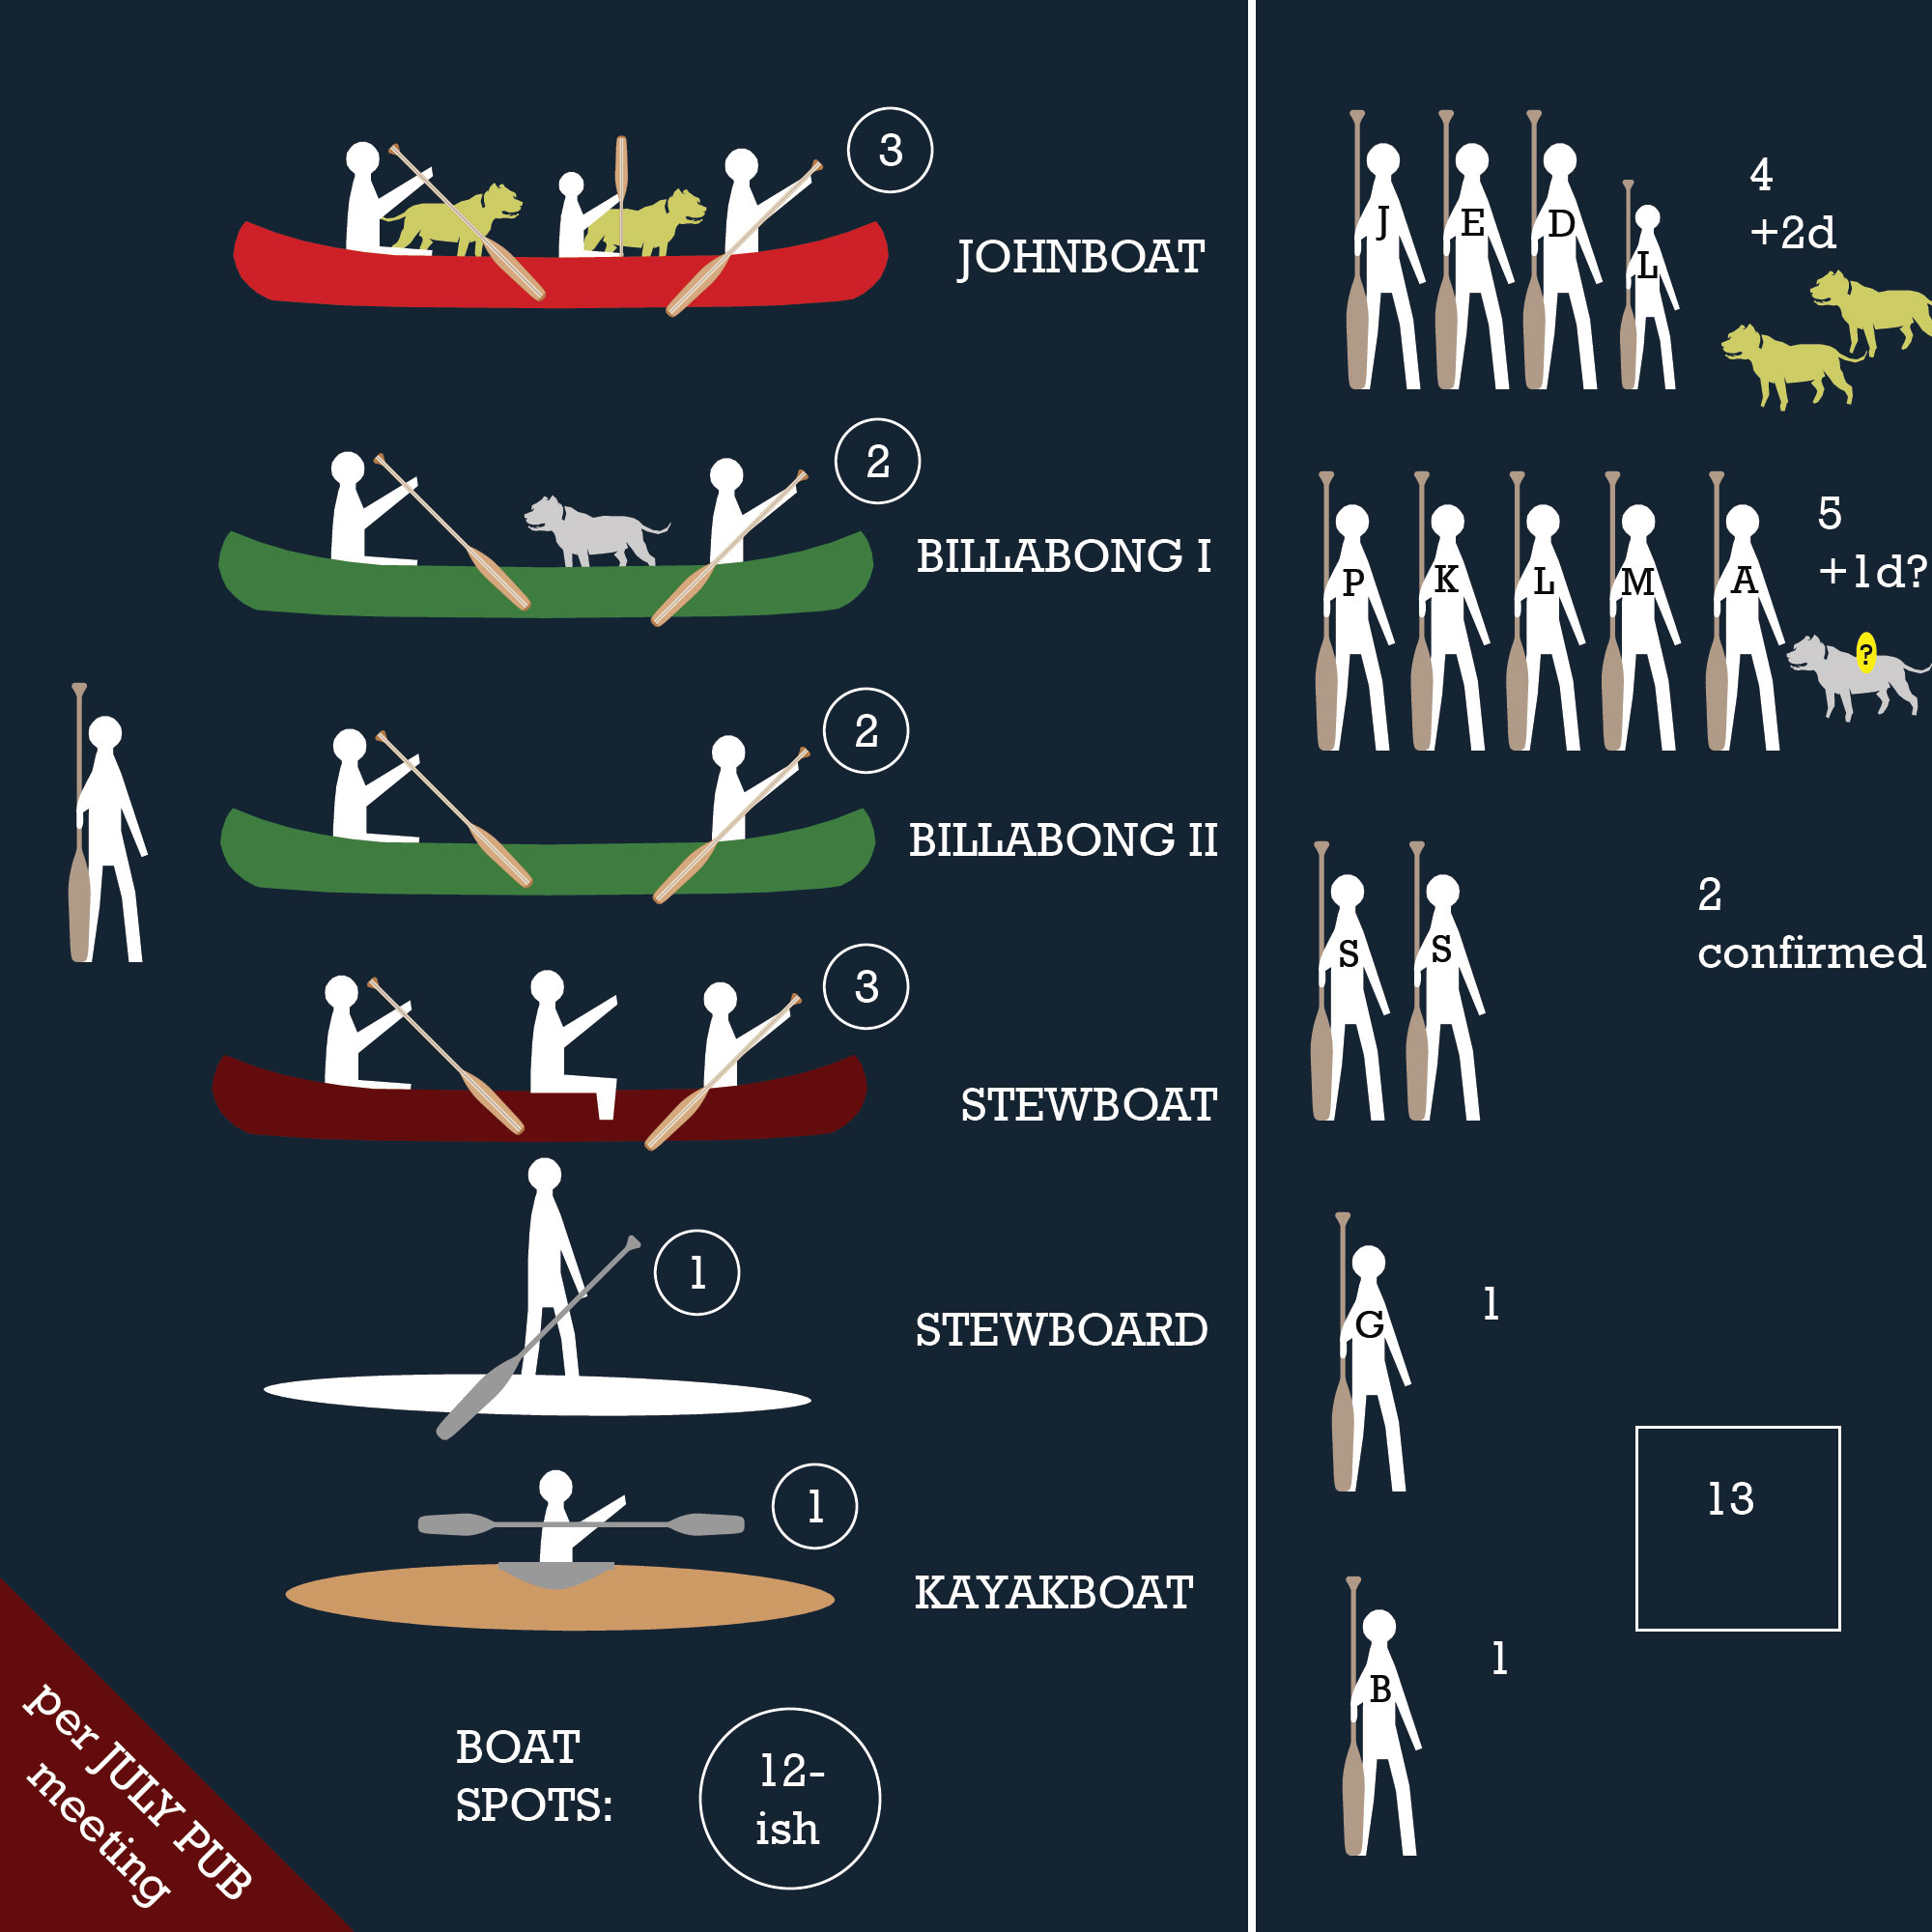 3
JOHNBOAT
2
BILLABONG I
2
BILLABONG II
3
STEWBOAT
1
STEWBOARD
1
KAYAKBOAT
BOAT
SPOTS:
12-
ish
per JULY PUB
meeting
J E D L
4
+2d
P K L M A
5
+1d?
?
S S
2
confirmed
G
1
13
B
1